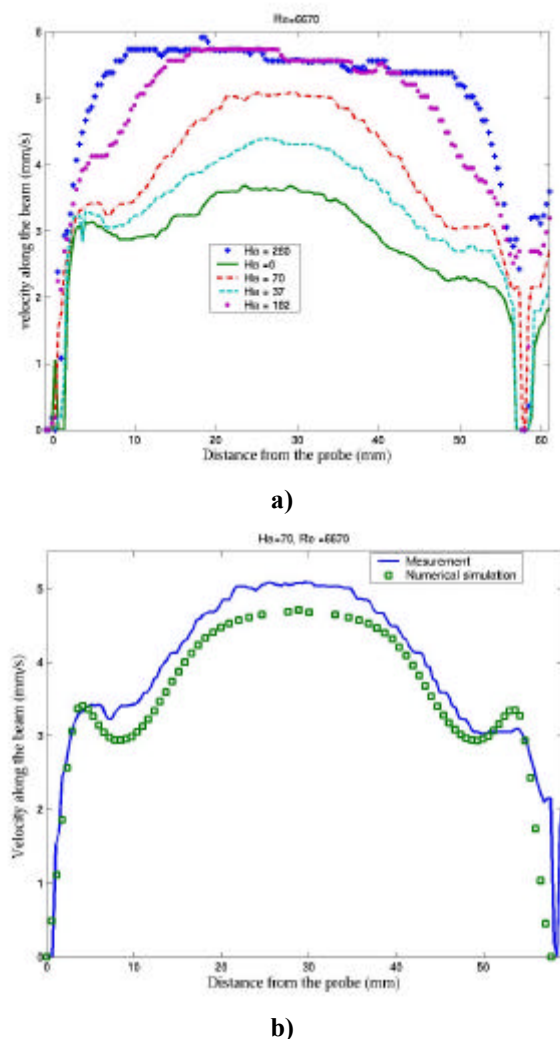 Re=6670
velocity along the beam (mm/s)
6
5
4
3
2
1
0
Ha = 260
Ha =0
Ha = 70
Ha = 37
Ha = 182
0 10 20 30 40 50 60
Distance from the probe (mm)
a)
Ha=70, Re =6670
Mesurement
Numerical simulation
Velocity along the beam (mm/s)
5
4
3
2
1
0
0 10 20 30 40 50
Distance from the probe (mm)
b)